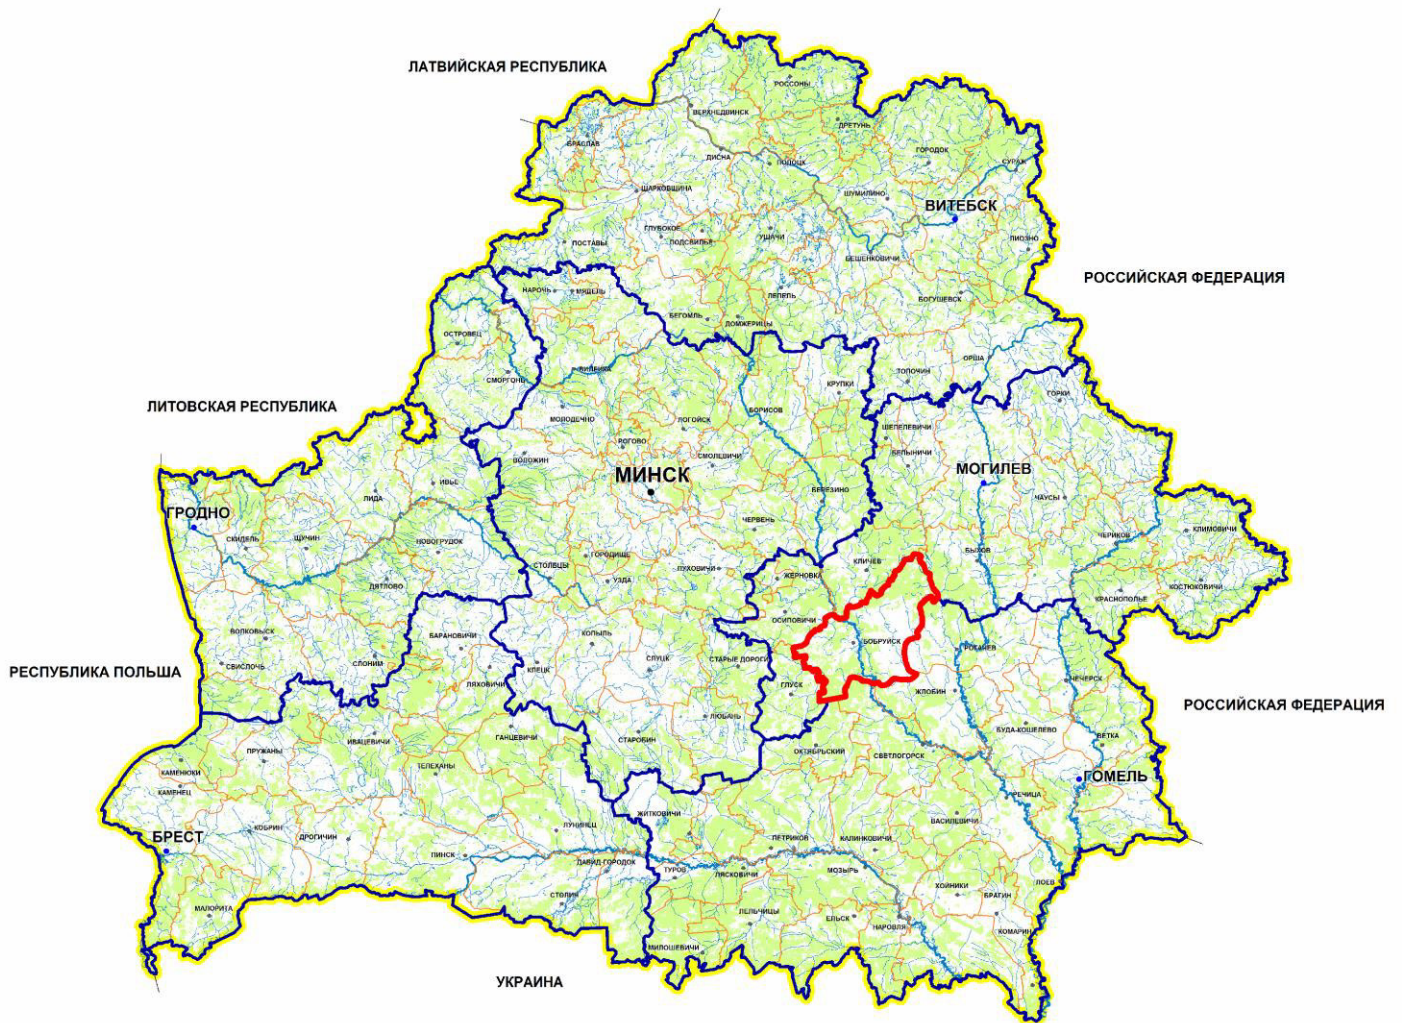 ЛАТВИЙСКАЯ РЕСПУБЛИКА
РОССОНЫ
ВЕРХНЕДВИНСК
ДРЕТУНЬ
БРАСЛАВ
ДИСНА
ПОЛОЦК
ГОРОДОК
СУРАЖ
ШАРКОВЩИНА
ШУМИЛИНО
ВИТЕБСК
ГЛУБОКОЕ
ПОДСВИЛЬЕ
УШАЧИ
ПОСТАВЫ
ЛИОЗНО
БЕШЕНКОВИЧИ
РОССИЙСКАЯ ФЕДЕРАЦИЯ
НАРОЧЬ
МЯДЕЛЬ
ЛЕПЕЛЬ
БОГУШЕВСК
БЕГОМЛЬ
ДОМЖЕРИЦЫ
ОСТРОВЕЦ
ОРША
СМОРГОНЬ
ВИЛЕЙКА
ТОЛОЧИН
КРУПКИ
ГОРКИ
ЛИТОВСКАЯ РЕСПУБЛИКА
МОЛОДЕЧНО
ЛОГОЙСК
БОРИСОВ
ШЕПЕЛЕВИЧИ
РОГОВО
БЕЛЫНИЧИ
ВОЛОЖИН
СМОЛЕВИЧИ
МИНСК
МОГИЛЕВ
ИВЬЕ
ЛИДА
БЕРЕЗИНО
ЧАУСЫ
ГРОДНО
ЧЕРВЕНЬ
КЛИМОВИЧИ
СКИДЕЛЬ
ЩУЧИН
НОВОГРУДОК
ЧЕРИКОВ
ГОРОДИЩЕ
БЫХОВ
СТОЛБЦЫ
КЛИЧЕВ
ПУХОВИЧИ
ЖЕРНОВКА
УЗДА
ДЯТЛОВО
КОСТЮКОВИЧИ
КРАСНОПОЛЬЕ
ОСИПОВИЧИ
ВОЛКОВЫСК
БАРАНОВИЧИ
КОПЫЛЬ
БОБРУЙСК
РОГАЧЕВ
СВИСЛОЧЬ
СЛОНИМ
КЛЕЦК
СЛУЦК
СТАРЫЕ ДОРОГИ
РЕСПУБЛИКА ПОЛЬША
ЛЯХОВИЧИ
ГЛУСК
ЖЛОБИН
ЧЕЧЕРСК
РОССИЙСКАЯ ФЕДЕРАЦИЯ
ЛЮБАНЬ
БУДА-КОШЕЛЕВО
ГАНЦЕВИЧИ
СТАРОБИН
ВЕТКА
ИВАЦЕВИЧИ
ПРУЖАНЫ
ОКТЯБРЬСКИЙ
СВЕТЛОГОРСК
ТЕЛЕХАНЫ
КАМЕНЮКИ
ГОМЕЛЬ
КАМЕНЕЦ
РЕЧИЦА
ЖИТКОВИЧИ
ВАСИЛЕВИЧИ
КОБРИН
ЛУНИНЕЦ
БРЕСТ
ДРОГИЧИН
ПЕТРИКОВ
КАЛИНКОВИЧИ
ПИНСК
ДАВИД-ГОРОДОК
ТУРОВ
ЛЯСКОВИЧИ
МОЗЫРЬ
ЛОЕВ
ХОЙНИКИ
СТОЛИН
БРАГИН
МАЛОРИТА
ЛЕЛЬЧИЦЫ
ЕЛЬСК
НАРОВЛЯ
КОМАРИН
МИЛОШЕВИЧИ
УКРАИНА